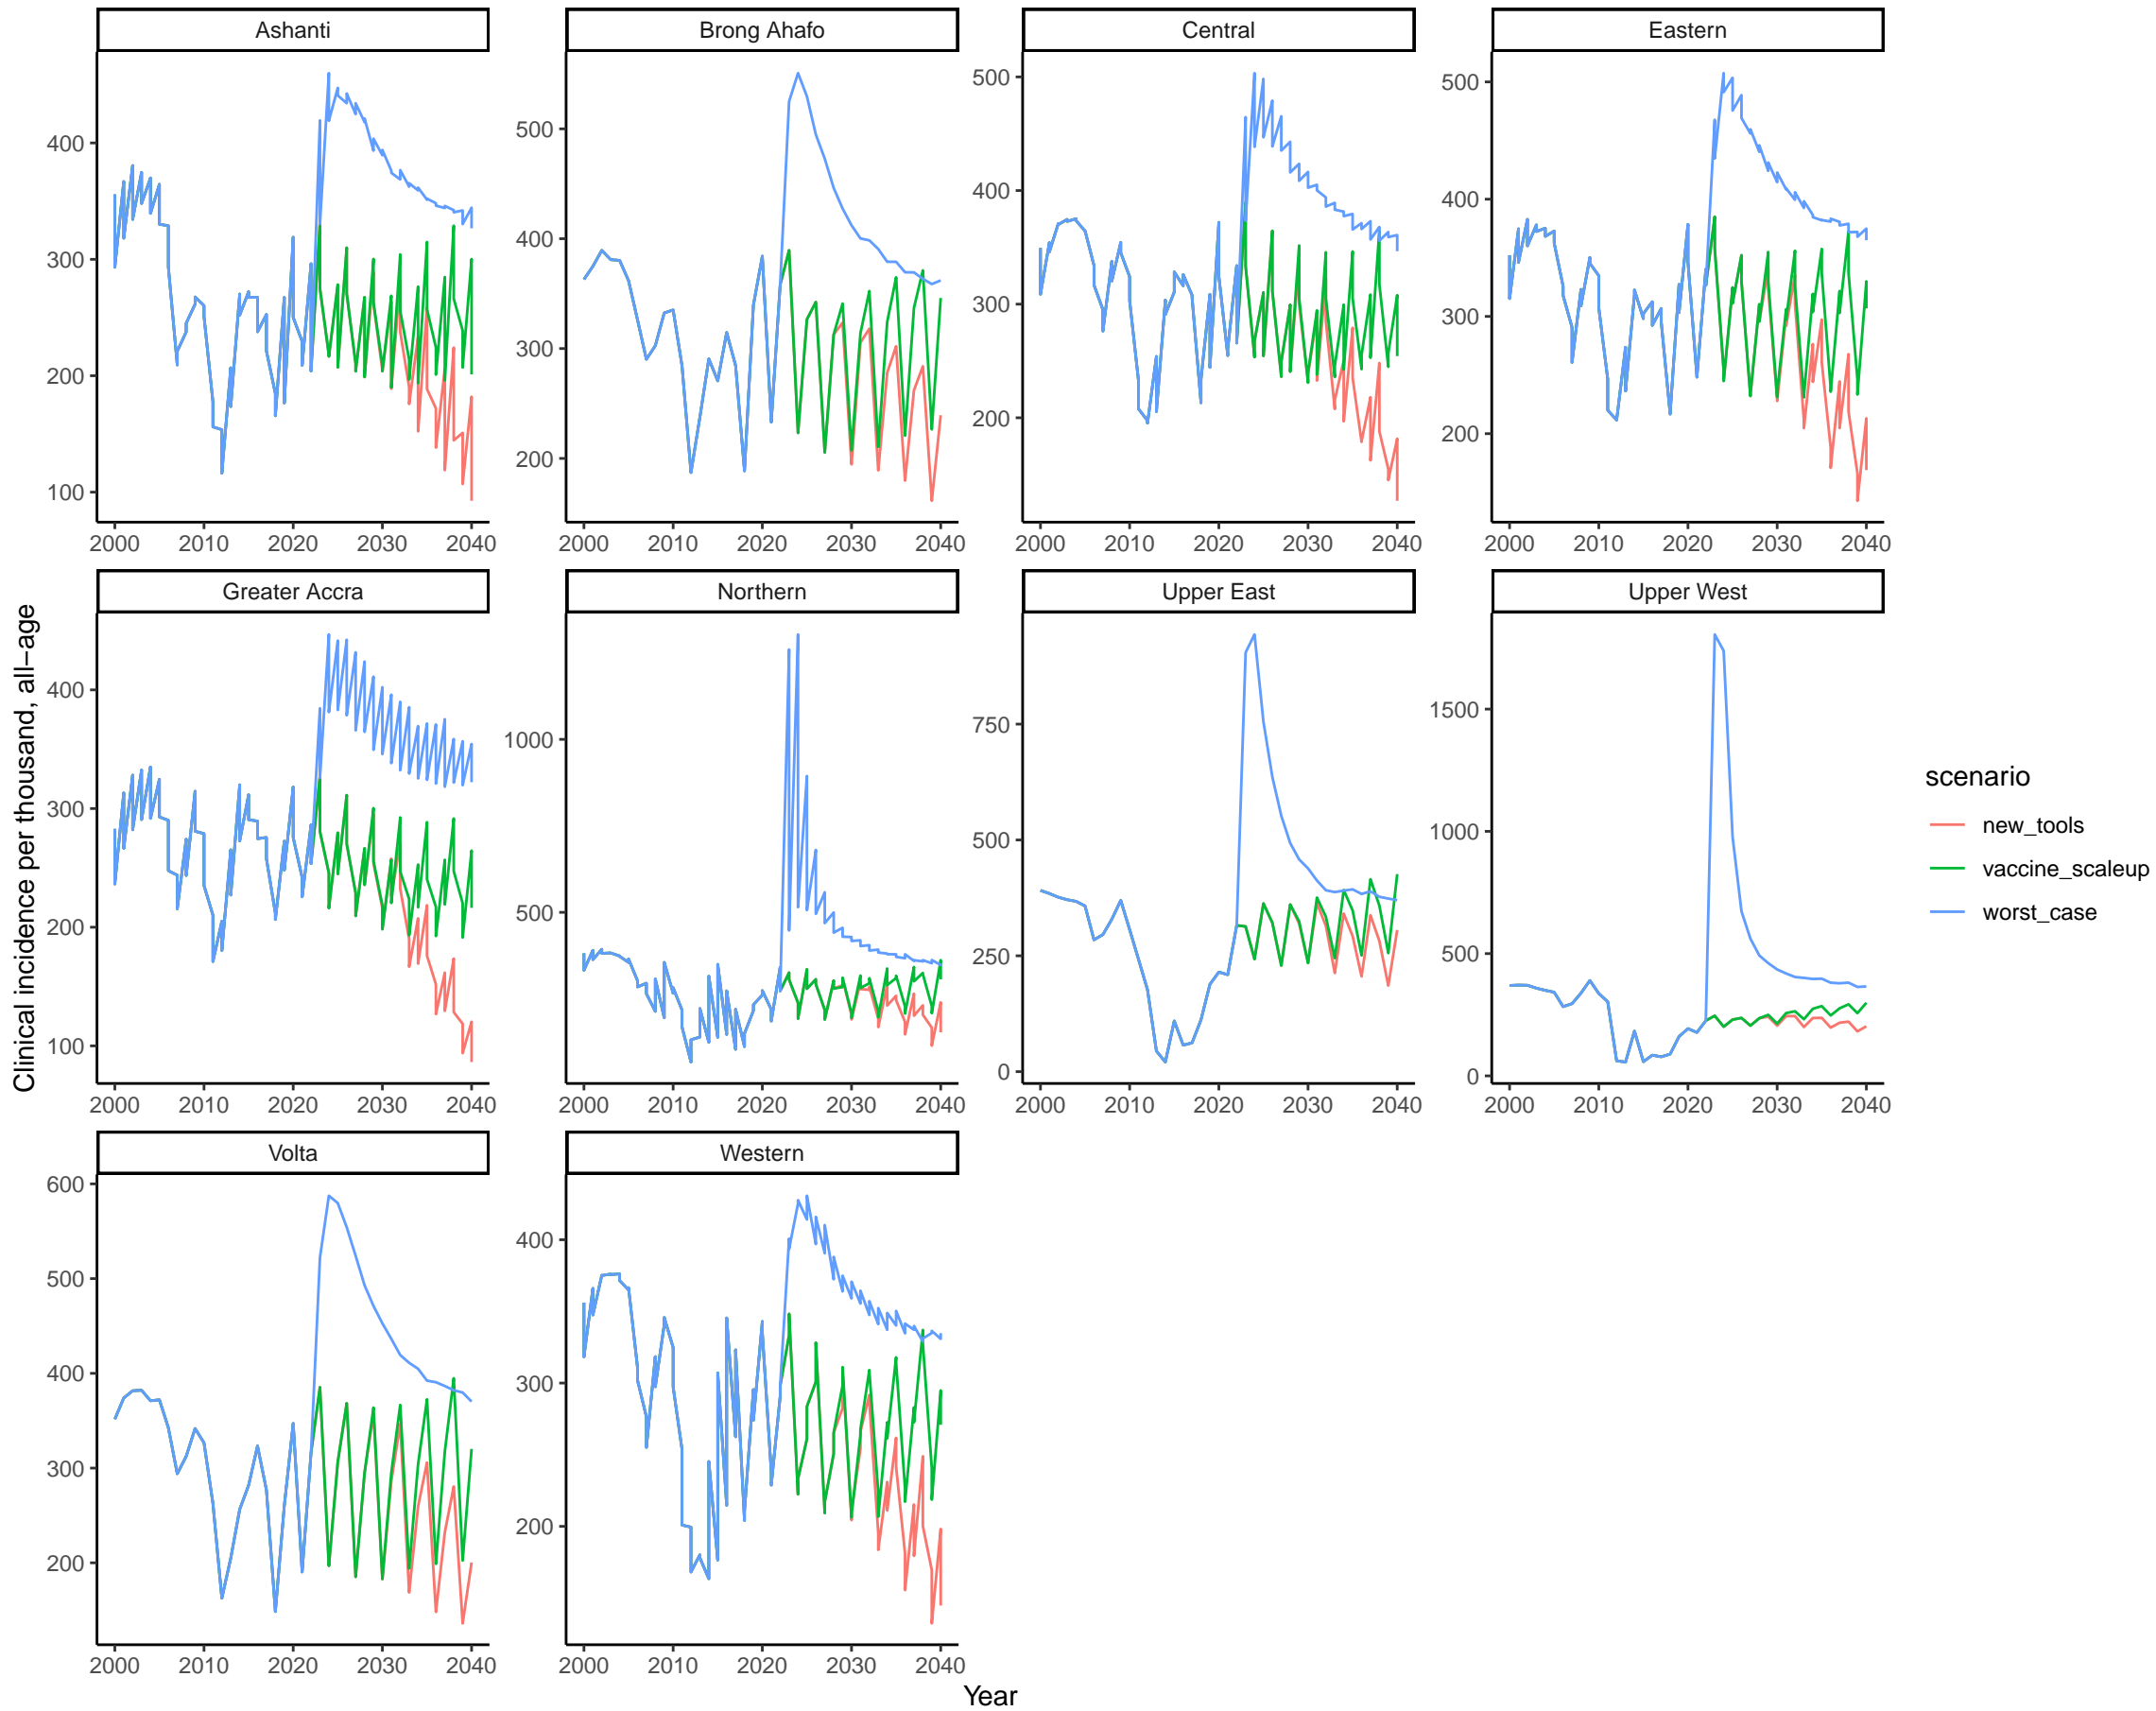 Ashanti
Brong Ahafo
Central
Eastern
400
300
200
100
500
400
300
200
500
400
300
200
500
400
300
200
2000 2010 2020 2030 2040
2000 2010 2020 2030 2040
2000 2010 2020 2030 2040
2000 2010 2020 2030 2040
Clinical incidence per thousand, all−age
Greater Accra
Northern
Upper East
Upper West
400
300
200
100
1000
500
750
500
250
0
1500
1000
500
0
2000 2010 2020 2030 2040
2000 2010 2020 2030 2040
2000 2010 2020 2030 2040
2000 2010 2020 2030 2040
scenario
new_tools
vaccine_scaleup
worst_case
Volta
Western
600
500
400
300
200
400
300
200
2000 2010 2020 2030 2040
2000 2010 2020 2030 2040
Year